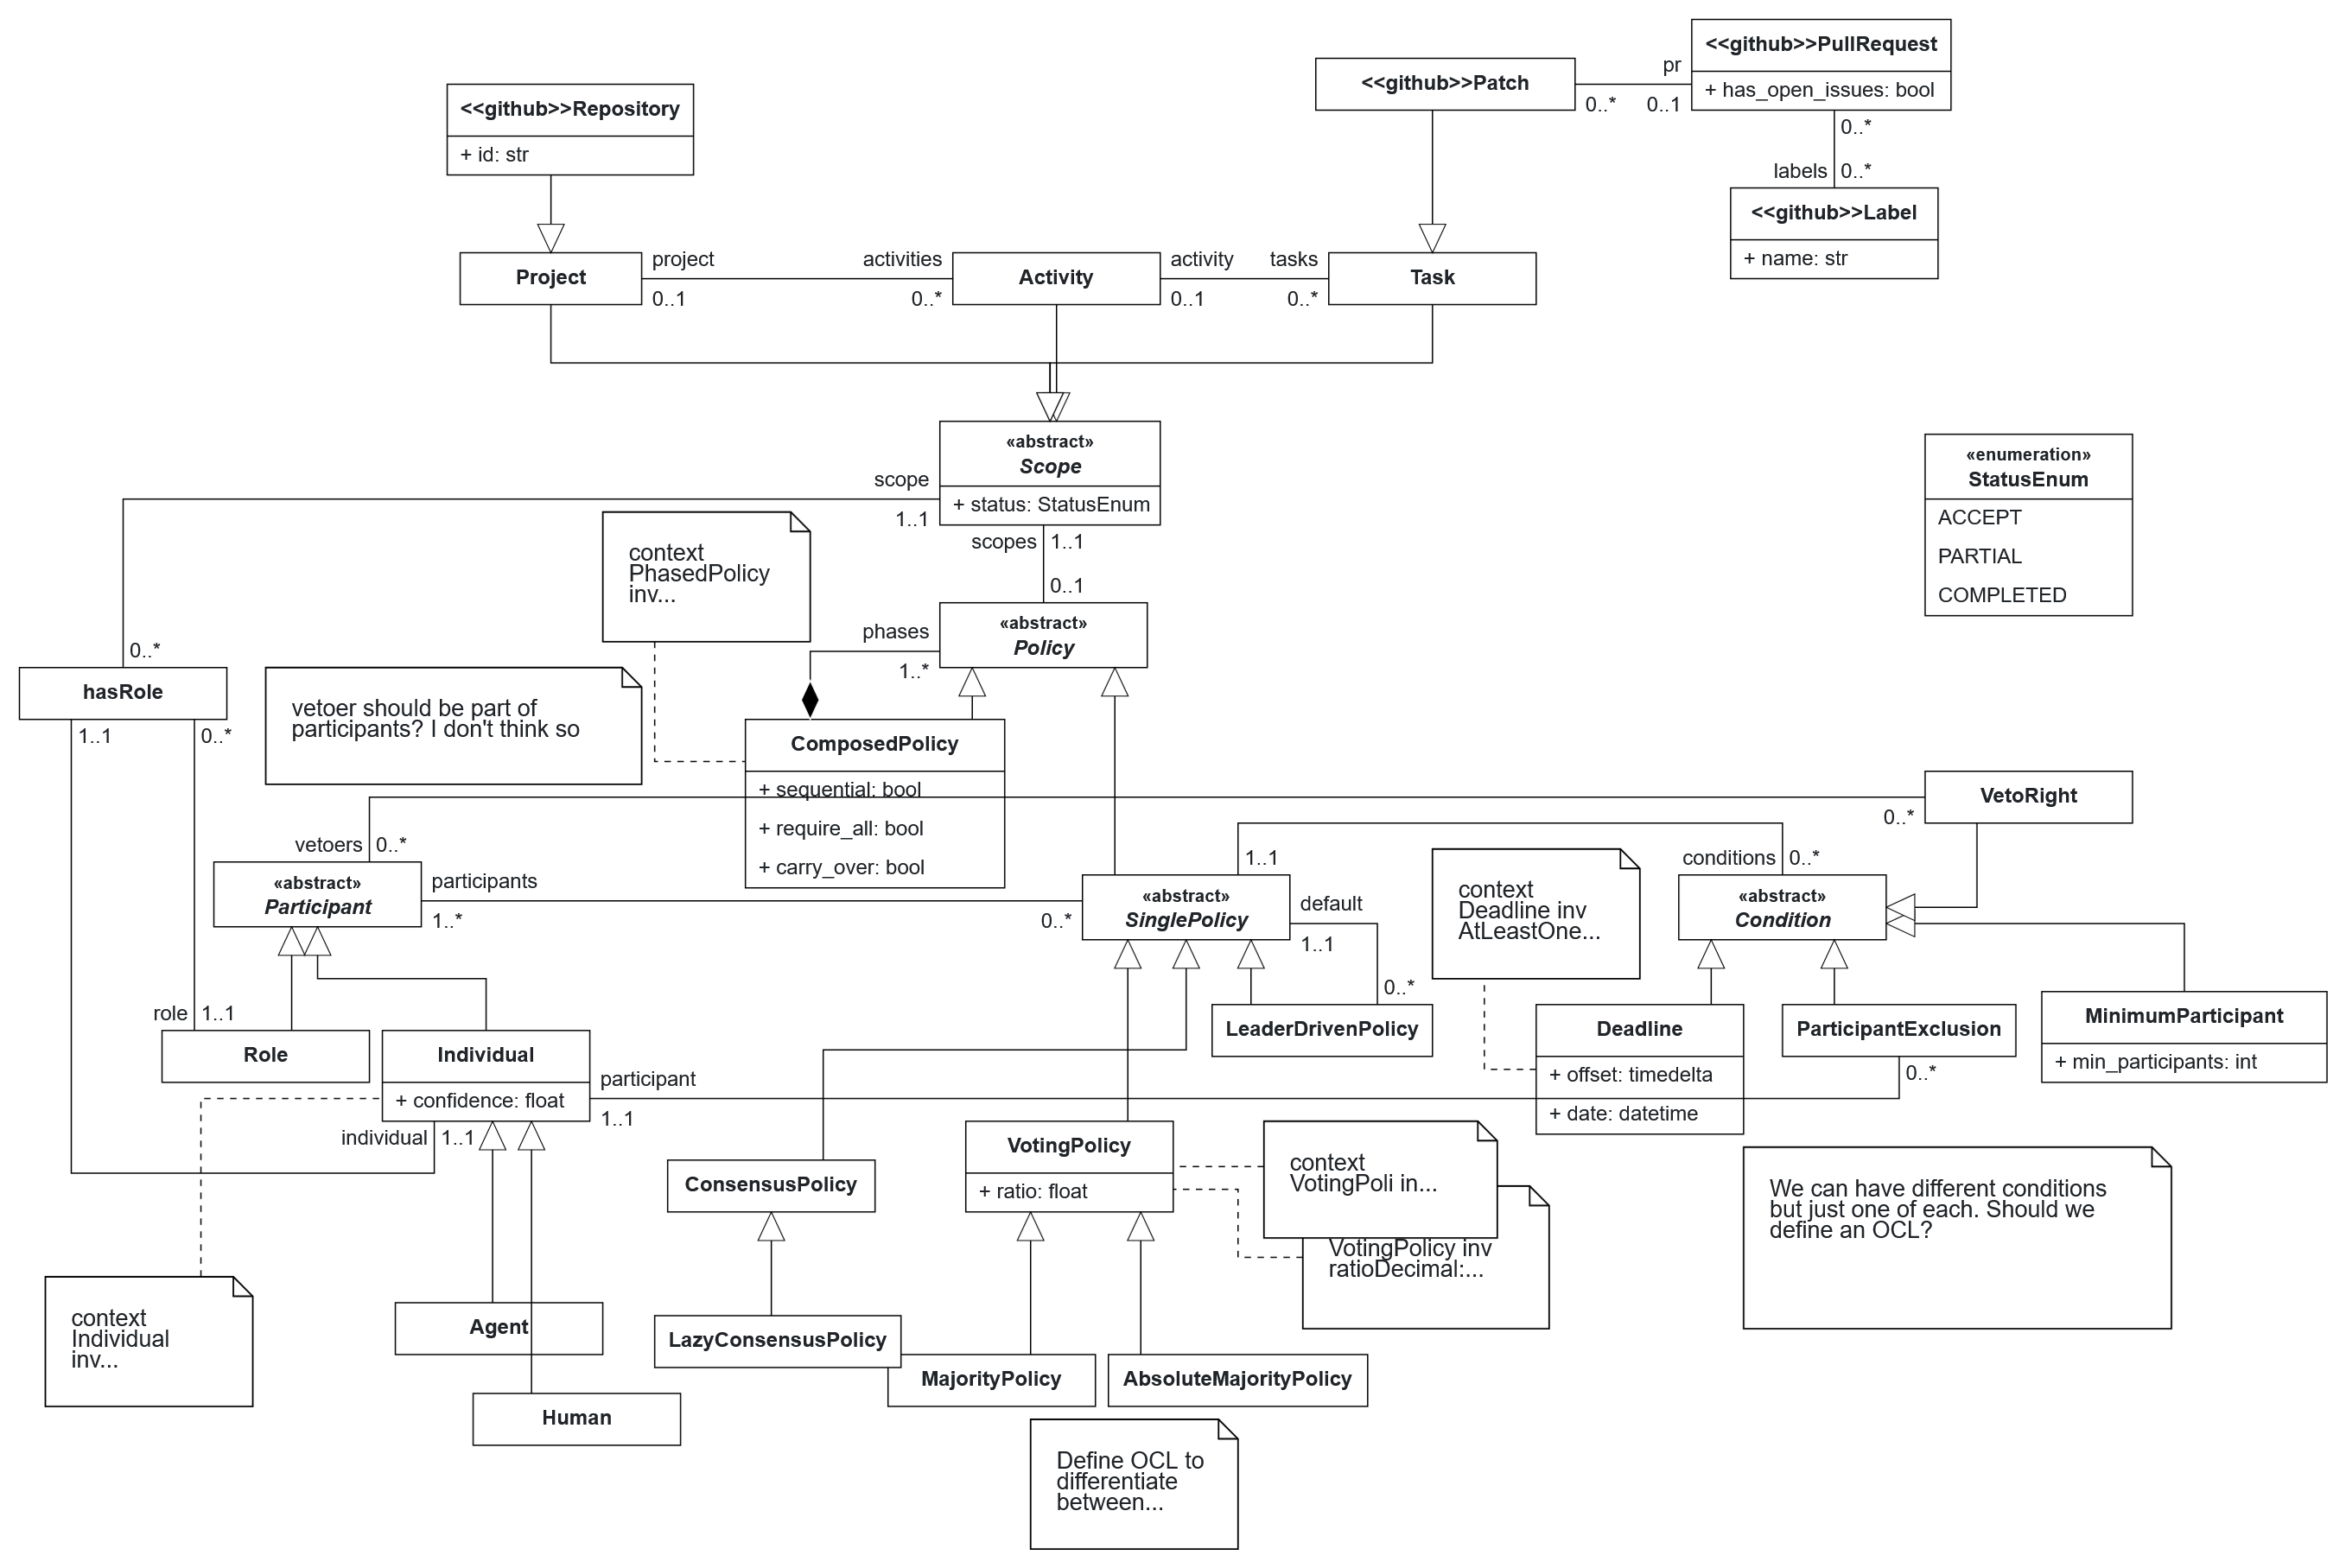 <<github>>PullRequest
+ has_open_issues: bool
<<github>>Patch
pr
0..*
0..1
<<github>>Repository
+ id: str
0..*
labels
0..*
<<github>>Label
+ name: str
Project
project
0..1
activities
0..*
Activity
activity
0..1
tasks
0..*
Task
«abstract»
Scope
+ status: StatusEnum
scope
1..1
scopes
1..1
0..1
«enumeration»
StatusEnum
ACCEPT
PARTIAL
COMPLETED
context
PhasedPolicy
inv...
«abstract»
Policy
phases
1..*
0..*
hasRole
1..1
0..*
vetoer should be part of
participants? I don't think so
ComposedPolicy
+ sequential: bool
+ require_all: bool
+ carry_over: bool
VetoRight
0..*
vetoers
0..*
«abstract»
Participant
participants
1..*
0..*
1..1
«abstract»
SinglePolicy
default
1..1
0..*
context
Deadline inv
AtLeastOne...
conditions
0..*
«abstract»
Condition
role
1..1
Role
Individual
+ confidence: float
participant
1..1
individual
1..1
LeaderDrivenPolicy
Deadline
+ offset: timedelta
+ date: datetime
ParticipantExclusion
0..*
MinimumParticipant
+ min_participants: int
ConsensusPolicy
VotingPolicy
+ ratio: float
context
VotingPoli in...
VotingPolicy inv
ratioDecimal:...
We can have different conditions
but just one of each. Should we
define an OCL?
context
Individual
inv...
Agent
Human
LazyConsensusPolicy
MajorityPolicy
AbsoluteMajorityPolicy
Define OCL to
differentiate
between...